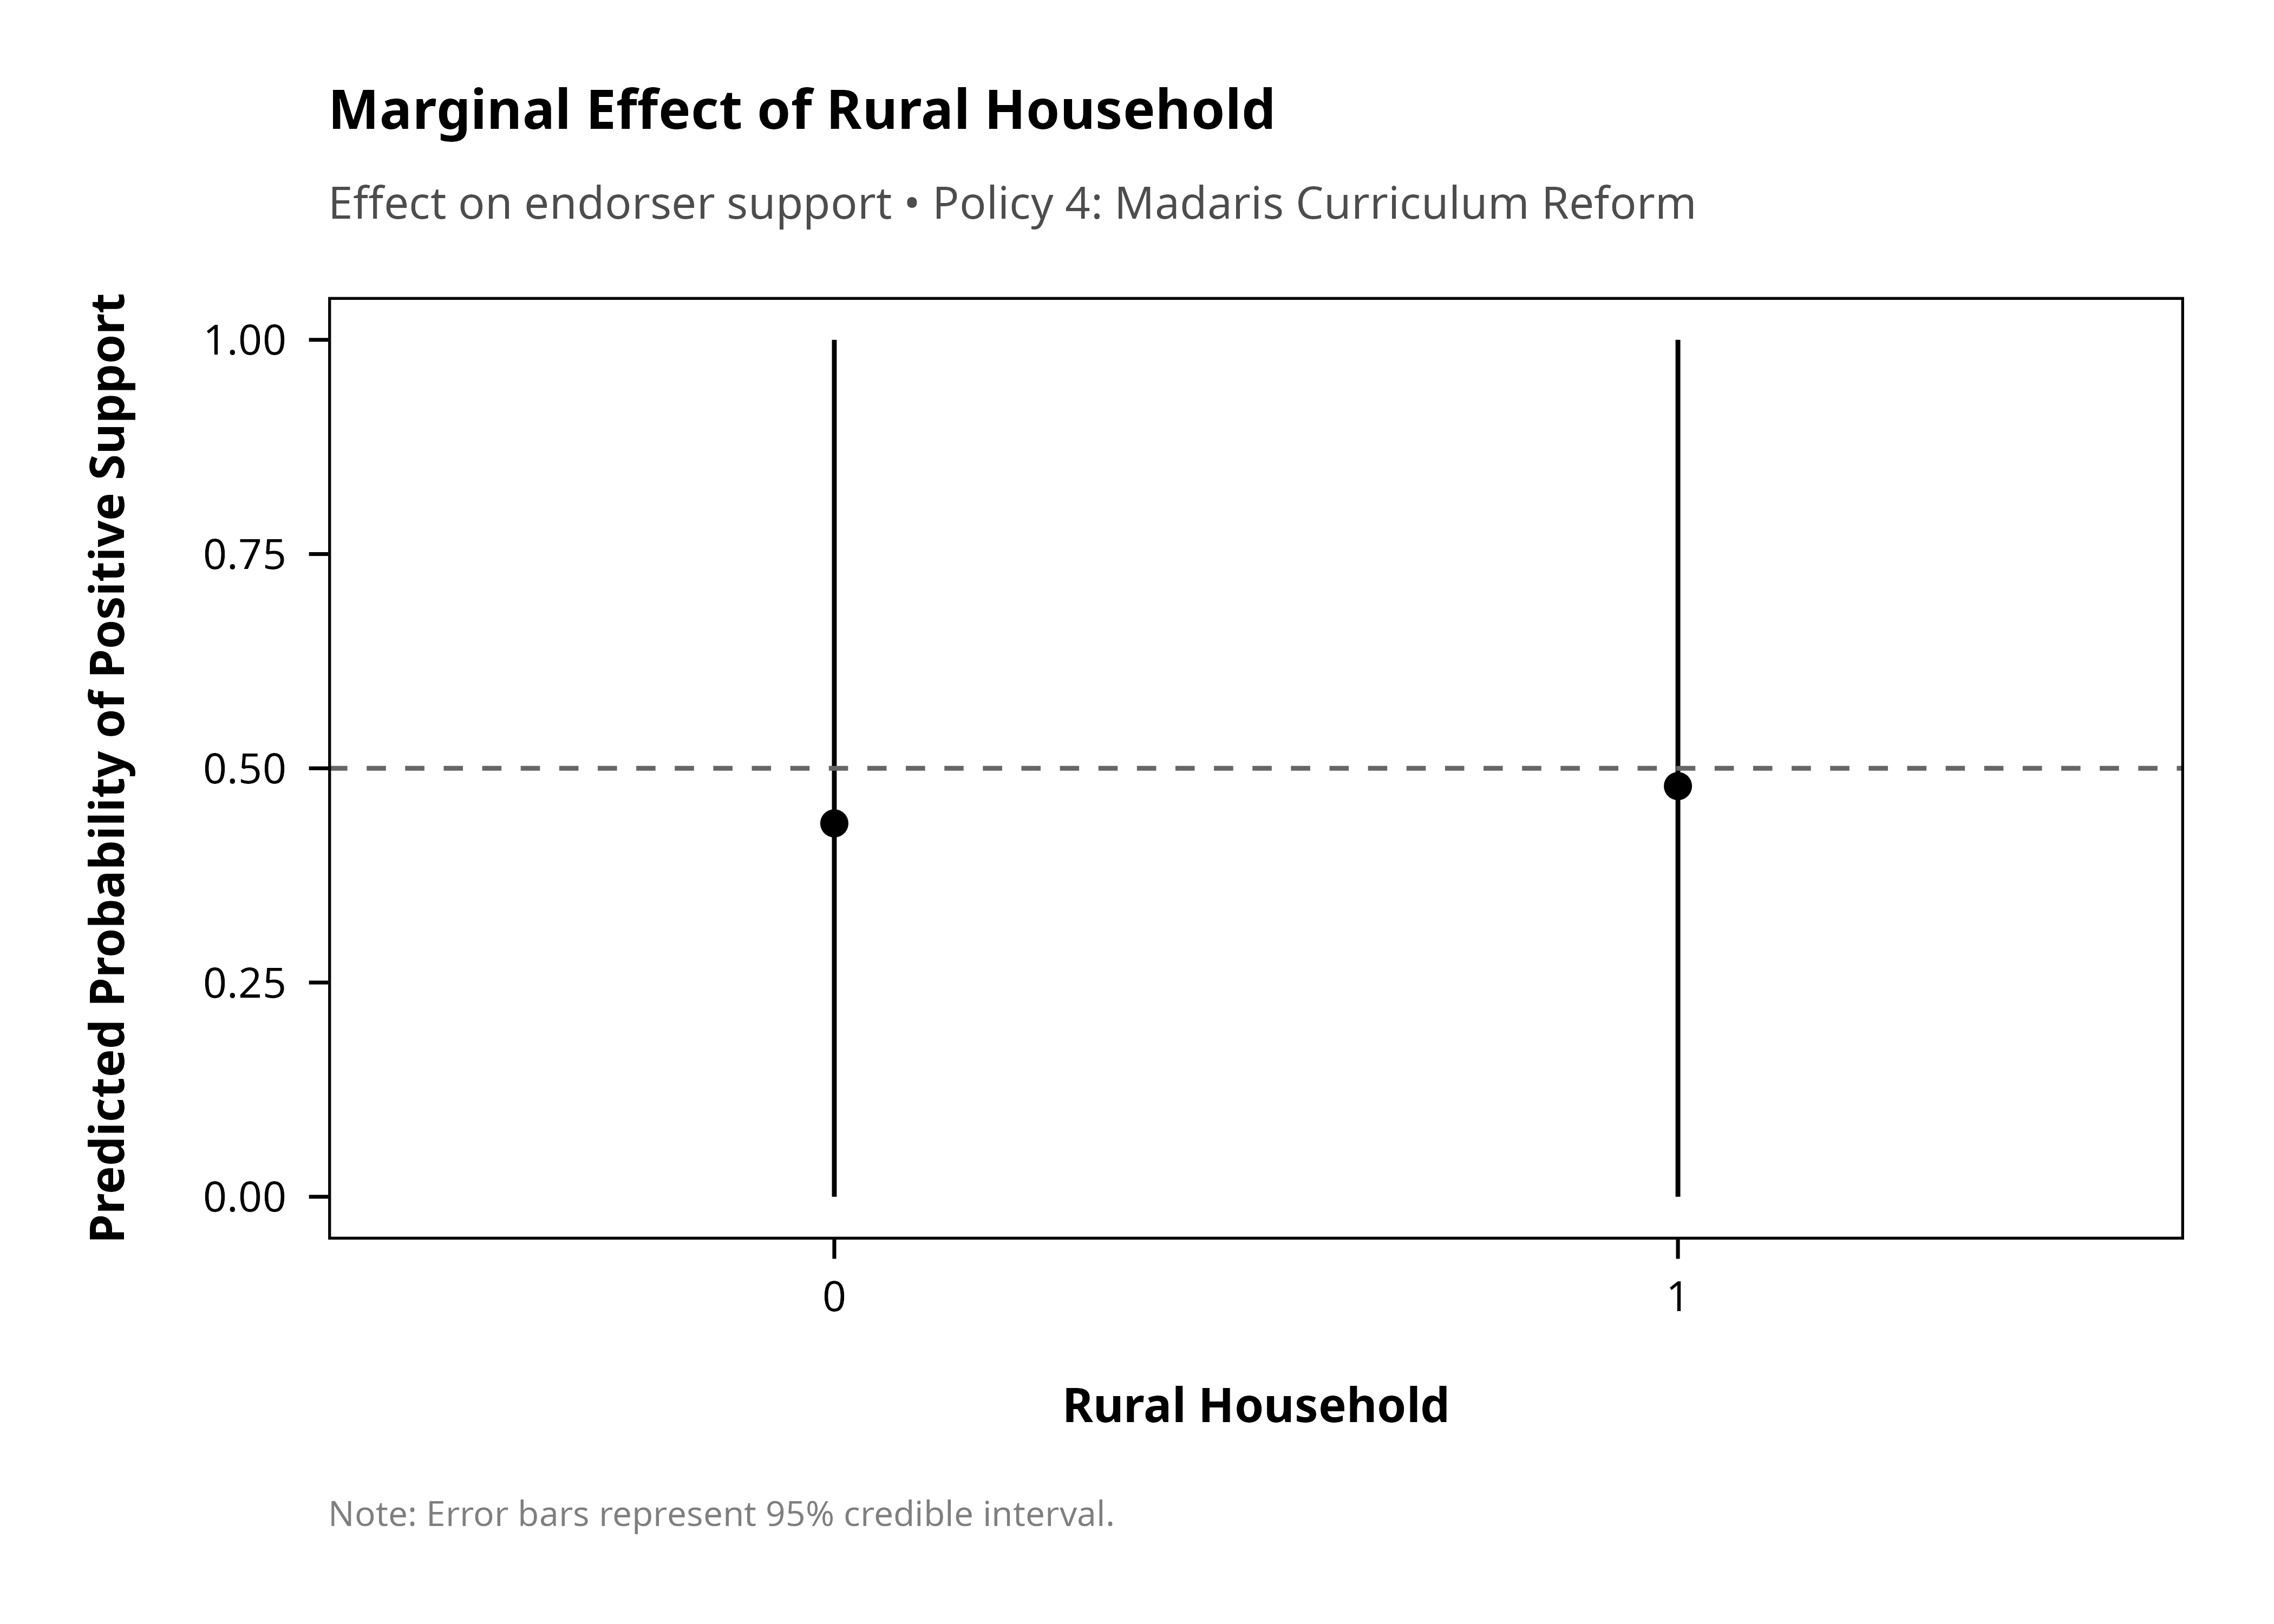 Marginal Effect of Rural Household
Effect on endorser support • Policy 4: Madaris Curriculum Reform
Predicted Probability of Positive Support
1.00
0.75
0.50
0.25
0.00
0
1
Rural Household
Note: Error bars represent 95% credible interval.